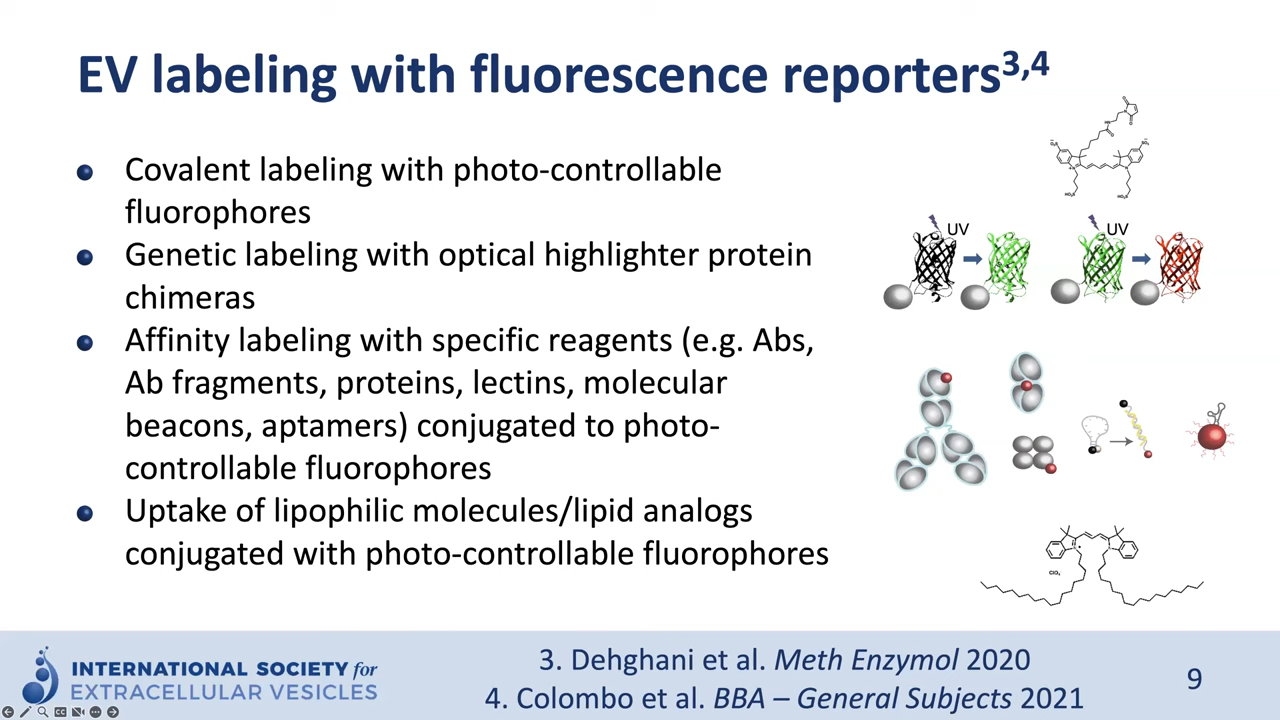 EV labeling with fluorescence reporters3,4
Covalent labeling with photo-controllable
fluorophores
Genetic labeling with optical highlighter protein
chimeras
Affinity labeling with specific reagents (e.g. Abs,
Ab fragments, proteins, lectins, molecular
beacons, aptamers) conjugated to photo-
controllable fluorophores
Uptake of lipophilic molecules/lipid analogs
conjugated with photo-controllable fluorophores
UV
UV
INTERNATIONAL SOCIETY for
EXTRACELLULAR VESICLES
3. Dehghani et al. Meth Enzymol 2020
4. Colombo et al. BBA – General Subjects 2021
9